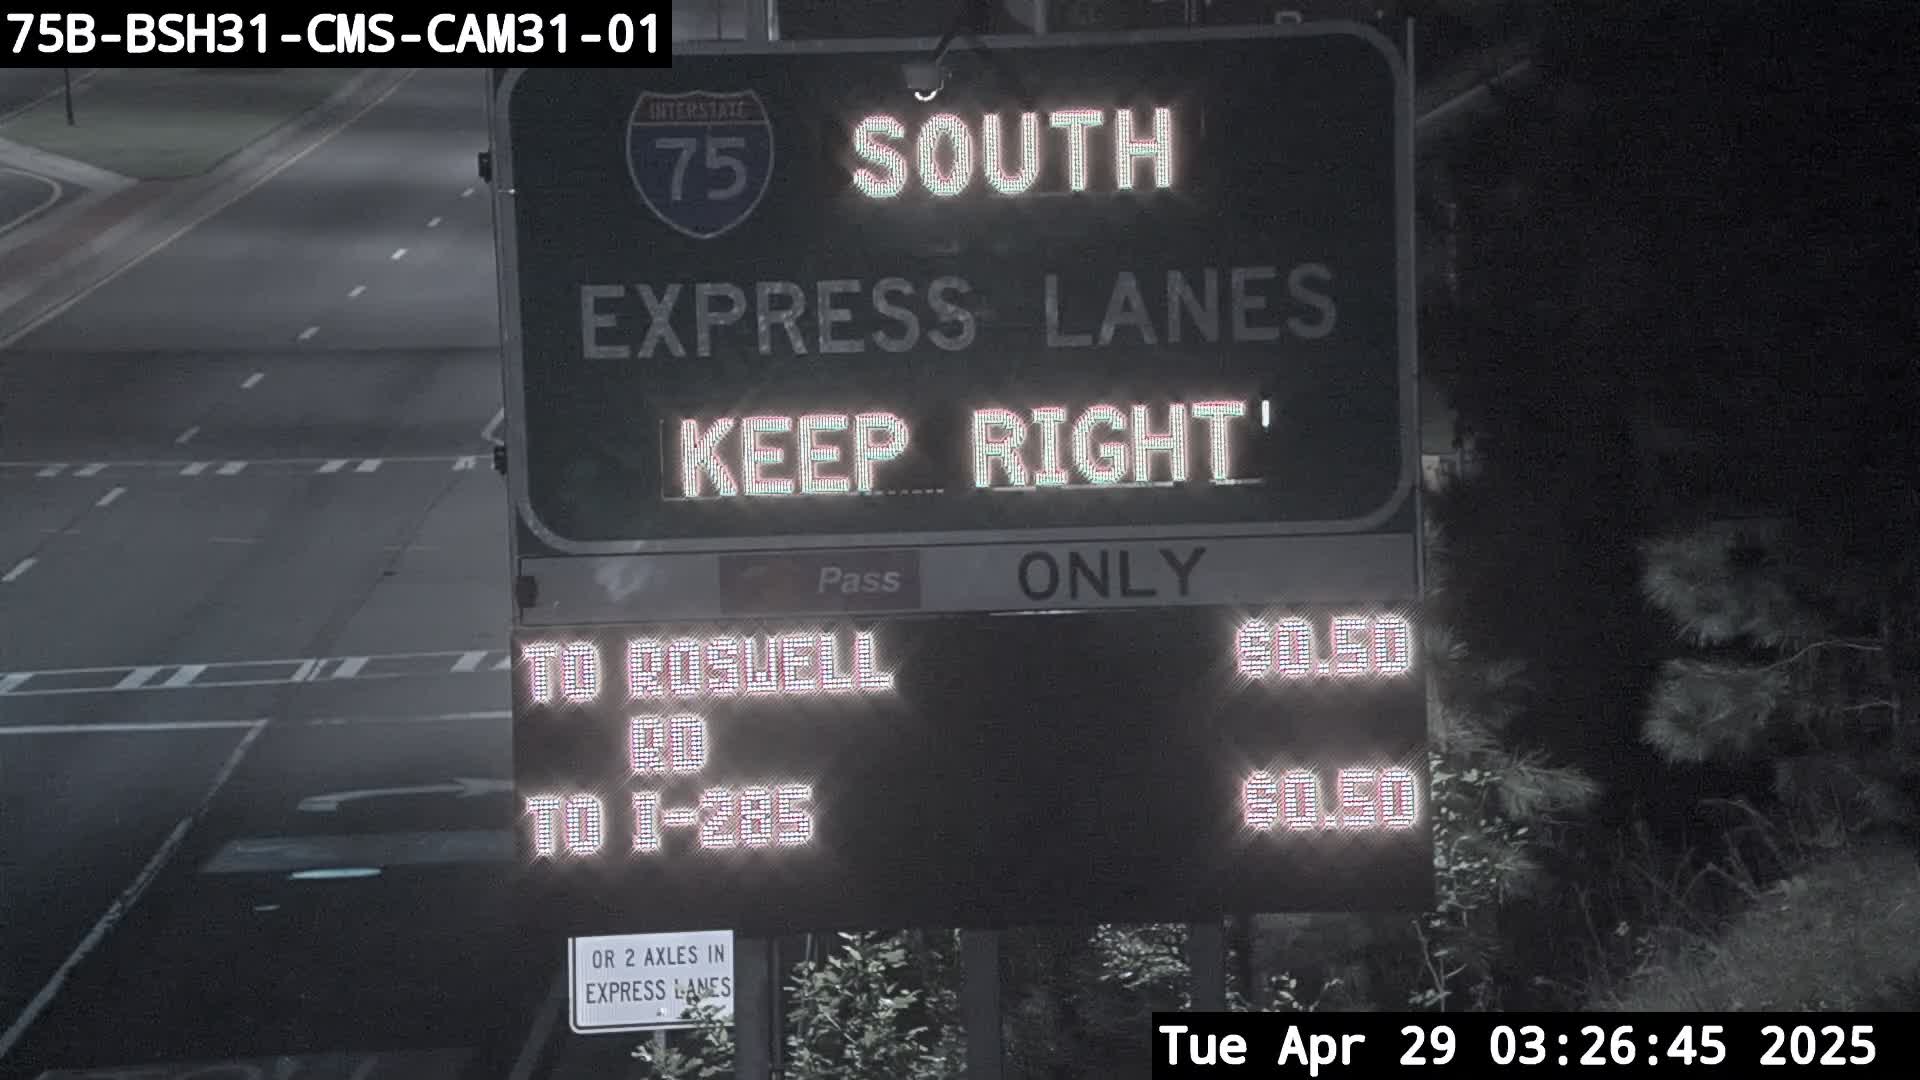 75B-BSH31-CMS-CAM31-01
INTERSTATE
75
SOUTH
EXPRESS LANES
KEEP RIGHT
Pass ONLY
TO ROSWELL $0.50
RD
TO I-285 $0.50
OR 2 AXLES IN
EXPRESS LANES
Tue Apr 29 03:26:45 2025